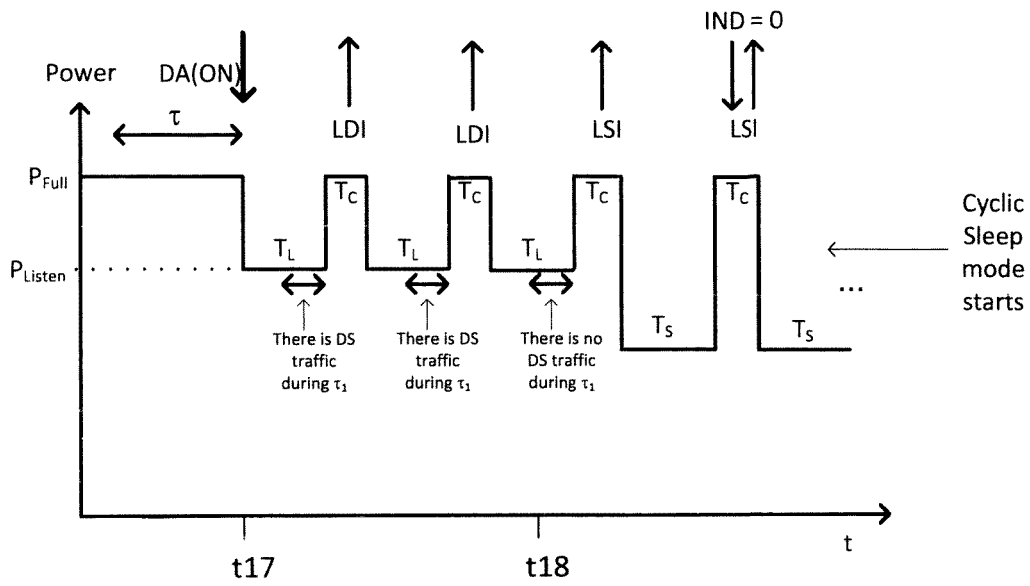 IND = 0
Power
DA(ON)
τ
LDI
LDI
LSI
LSI
P_Full
T_C
T_C
T_C
T_C
T_L
T_L
T_L
P_Listen
Cyclic
Sleep
mode
starts
...
T_S
T_S
There is DS
traffic
during τ₁
There is DS
traffic
during τ₁
There is no
DS traffic
during τ₁
t
t17
t18